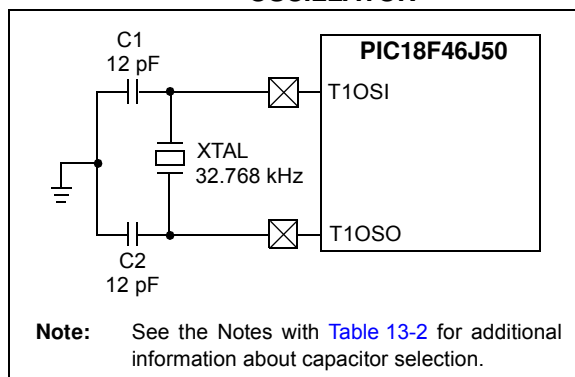 C1
12 pF
PIC18F46J50
T1OSI
XTAL
32.768 kHz
T1OSO
C2
12 pF
Note: See the Notes with Table 13-2 for additional
information about capacitor selection.